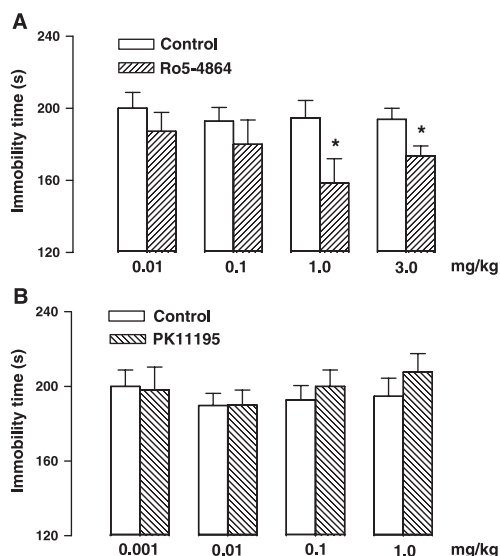 A
Control
Ro5-4864
Immobility time (s)
200
160
120
*
*
0.01 0.1 1.0 3.0 mg/kg
B
240
Control
PK11195
Immobility time (s)
200
160
120
0.001 0.01 0.1 1.0 mg/kg